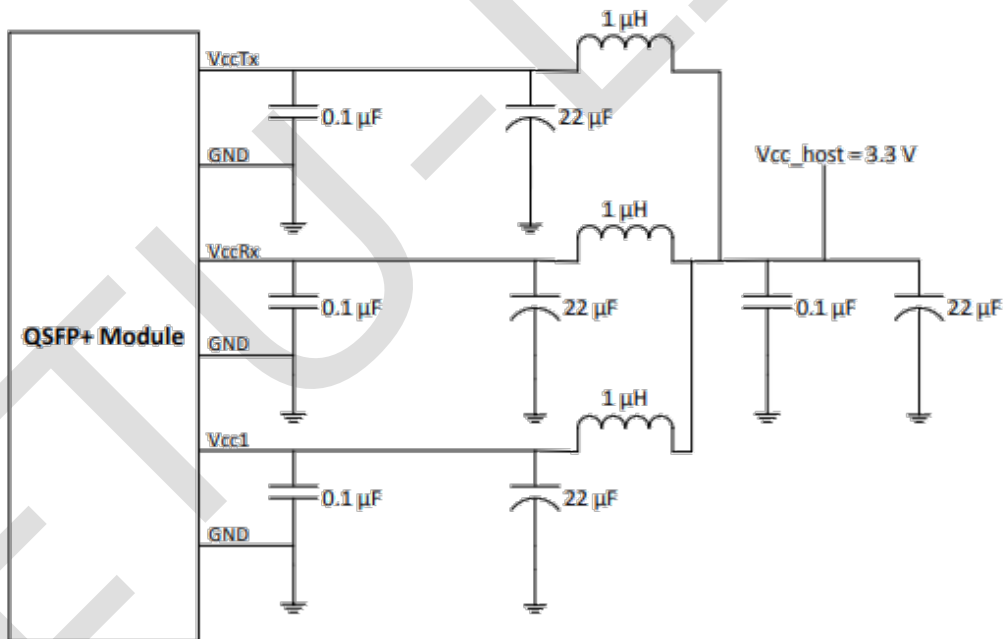 1 µH
VccTx
0.1 µF
22 µF
GND
Vcc_host = 3.3 V
1 µH
VccRx
0.1 µF
22 µF
0.1 µF
22 µF
QSFP+ Module
GND
1 µH
Vcc1
0.1 µF
22 µF
GND